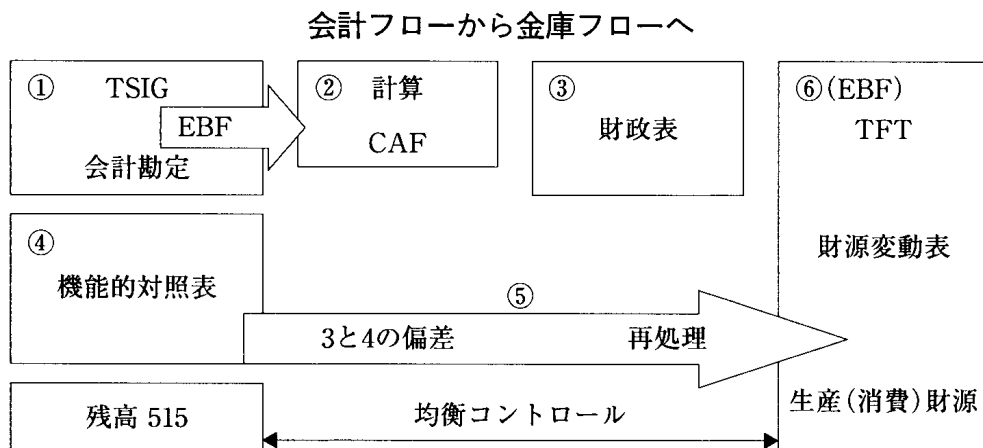 会計フローから金庫フローへ
① TSIG
EBF
会計勘定
② 計算
CAF
③
財政表
⑥(EBF)
TFT
財源変動表
生産(消費)財源
④
機能的対照表
⑤
3と4の偏差 再処理
残高 515
均衡コントロール